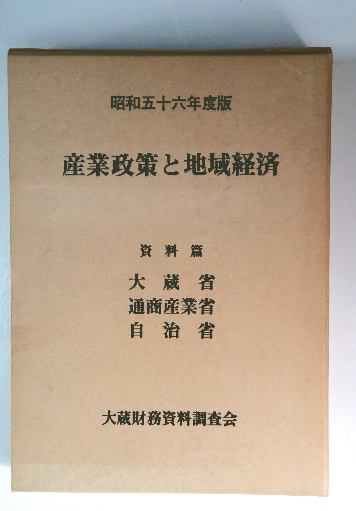 昭和五十六年度版
産業政策と地域経済
資料篇
大蔵省
通商産業省
自治省
大蔵財務資料調査会